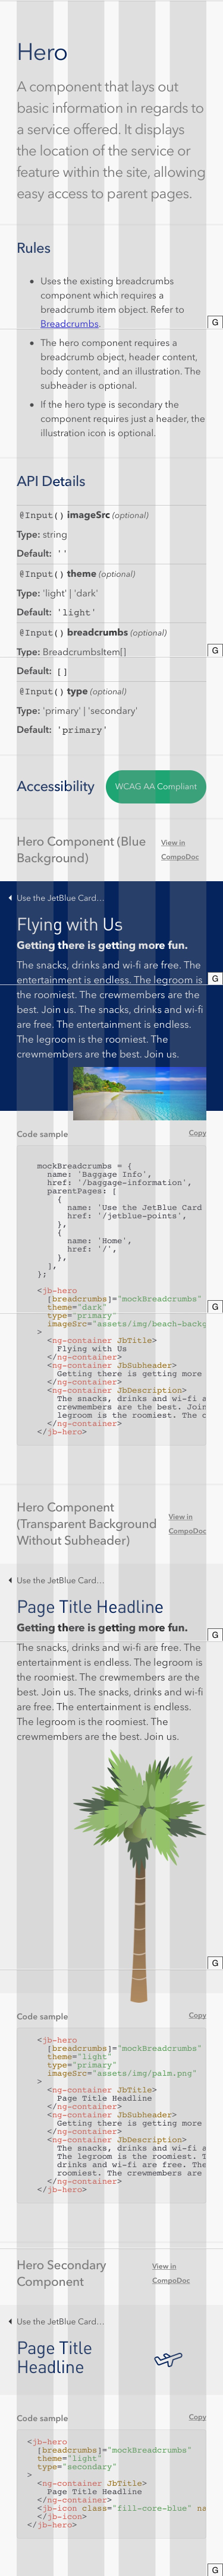 Hero
A component that lays out
basic information in regards to
a service offered. It displays
the location of the service or
feature within the site, allowing
easy access to parent pages.
Rules
Uses the existing breadcrumbs
component which requires a
breadcrumb item object. Refer to
Breadcrumbs.
G
The hero component requires a
breadcrumb object, header content,
body content, and an illustration. The
subheader is optional.
If the hero type is secondary the
component requires just a header, the
illustration icon is optional.
API Details
@Input() imageSrc (optional)
Type: string
Default: ''
@Input() theme (optional)
Type: 'light' | 'dark'
Default: 'light'
@Input() breadcrumbs (optional)
Type: BreadcrumbsItem[]
G
Default: []
@Input() type (optional)
Type: 'primary' | 'secondary'
Default: 'primary'
Accessibility
WCAG AA Compliant
Hero Component (Blue
Background)
View in
CompoDoc
Use the JetBlue Card...
Flying with Us
Getting there is getting more fun.
The snacks, drinks and wi-fi are free. The
entertainment is endless. The legroom is
G
the roomiest. The crewmembers are the
best. Join us. The snacks, drinks and wi-fi
are free. The entertainment is endless.
The legroom is the roomiest. The
crewmembers are the best. Join us.
Code sample
Copy
mockBreadcrumbs = {
name: 'Baggage Info',
href: '/baggage-information',
parentPages: [
{
name: 'Use the JetBlue Card
href: '/jetblue-points',
},
{
name: 'Home',
href: '/',
},
],
};
<jb-hero
[breadcrumbs]="mockBreadcrumbs"
theme="dark"
G
type="primary"
imageSrc="assets/img/beach-backg
>
<ng-container JbTitle>
Flying with Us
</ng-container>
<ng-container JbSubheader>
Getting there is getting more
</ng-container>
<ng-container JbDescription>
The snacks, drinks and wi-fi a
crewmembers are the best. Join
legroom is the roomiest. The c
</ng-container>
</jb-hero>
Hero Component
(Transparent Background
Without Subheader)
View in
CompoDoc
Use the JetBlue Card...
Page Title Headline
Getting there is getting more fun.
G
The snacks, drinks and wi-fi are free. The
entertainment is endless. The legroom is
the roomiest. The crewmembers are the
best. Join us. The snacks, drinks and wi-fi
are free. The entertainment is endless.
The legroom is the roomiest. The
crewmembers are the best. Join us.
G
Code sample
Copy
<jb-hero
[breadcrumbs]="mockBreadcrumbs"
theme="light"
type="primary"
imageSrc="assets/img/palm.png"
>
<ng-container JbTitle>
Page Title Headline
</ng-container>
<ng-container JbSubheader>
Getting there is getting more
</ng-container>
<ng-container JbDescription>
The snacks, drinks and wi-fi a
The legroom is the roomiest. T
drinks and wi-fi are free. The
roomiest. The crewmembers are
</ng-container>
</jb-hero>
Hero Secondary
Component
View in
CompoDoc
Use the JetBlue Card...
Page Title
Headline
Code sample
Copy
<jb-hero
[breadcrumbs]="mockBreadcrumbs"
theme="light"
type="secondary"
>
<ng-container JbTitle>
Page Title Headline
</ng-container>
<jb-icon class="fill-core-blue" na
</jb-icon>
</jb-hero>
G